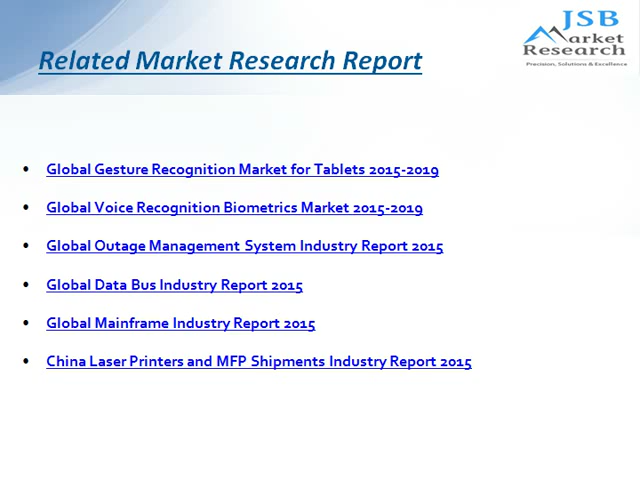 JSB
Market
Research
Precision, Solutions & Excellence
Related Market Research Report
• Global Gesture Recognition Market for Tablets 2015-2019
• Global Voice Recognition Biometrics Market 2015-2019
• Global Outage Management System Industry Report 2015
• Global Data Bus Industry Report 2015
• Global Mainframe Industry Report 2015
• China Laser Printers and MFP Shipments Industry Report 2015